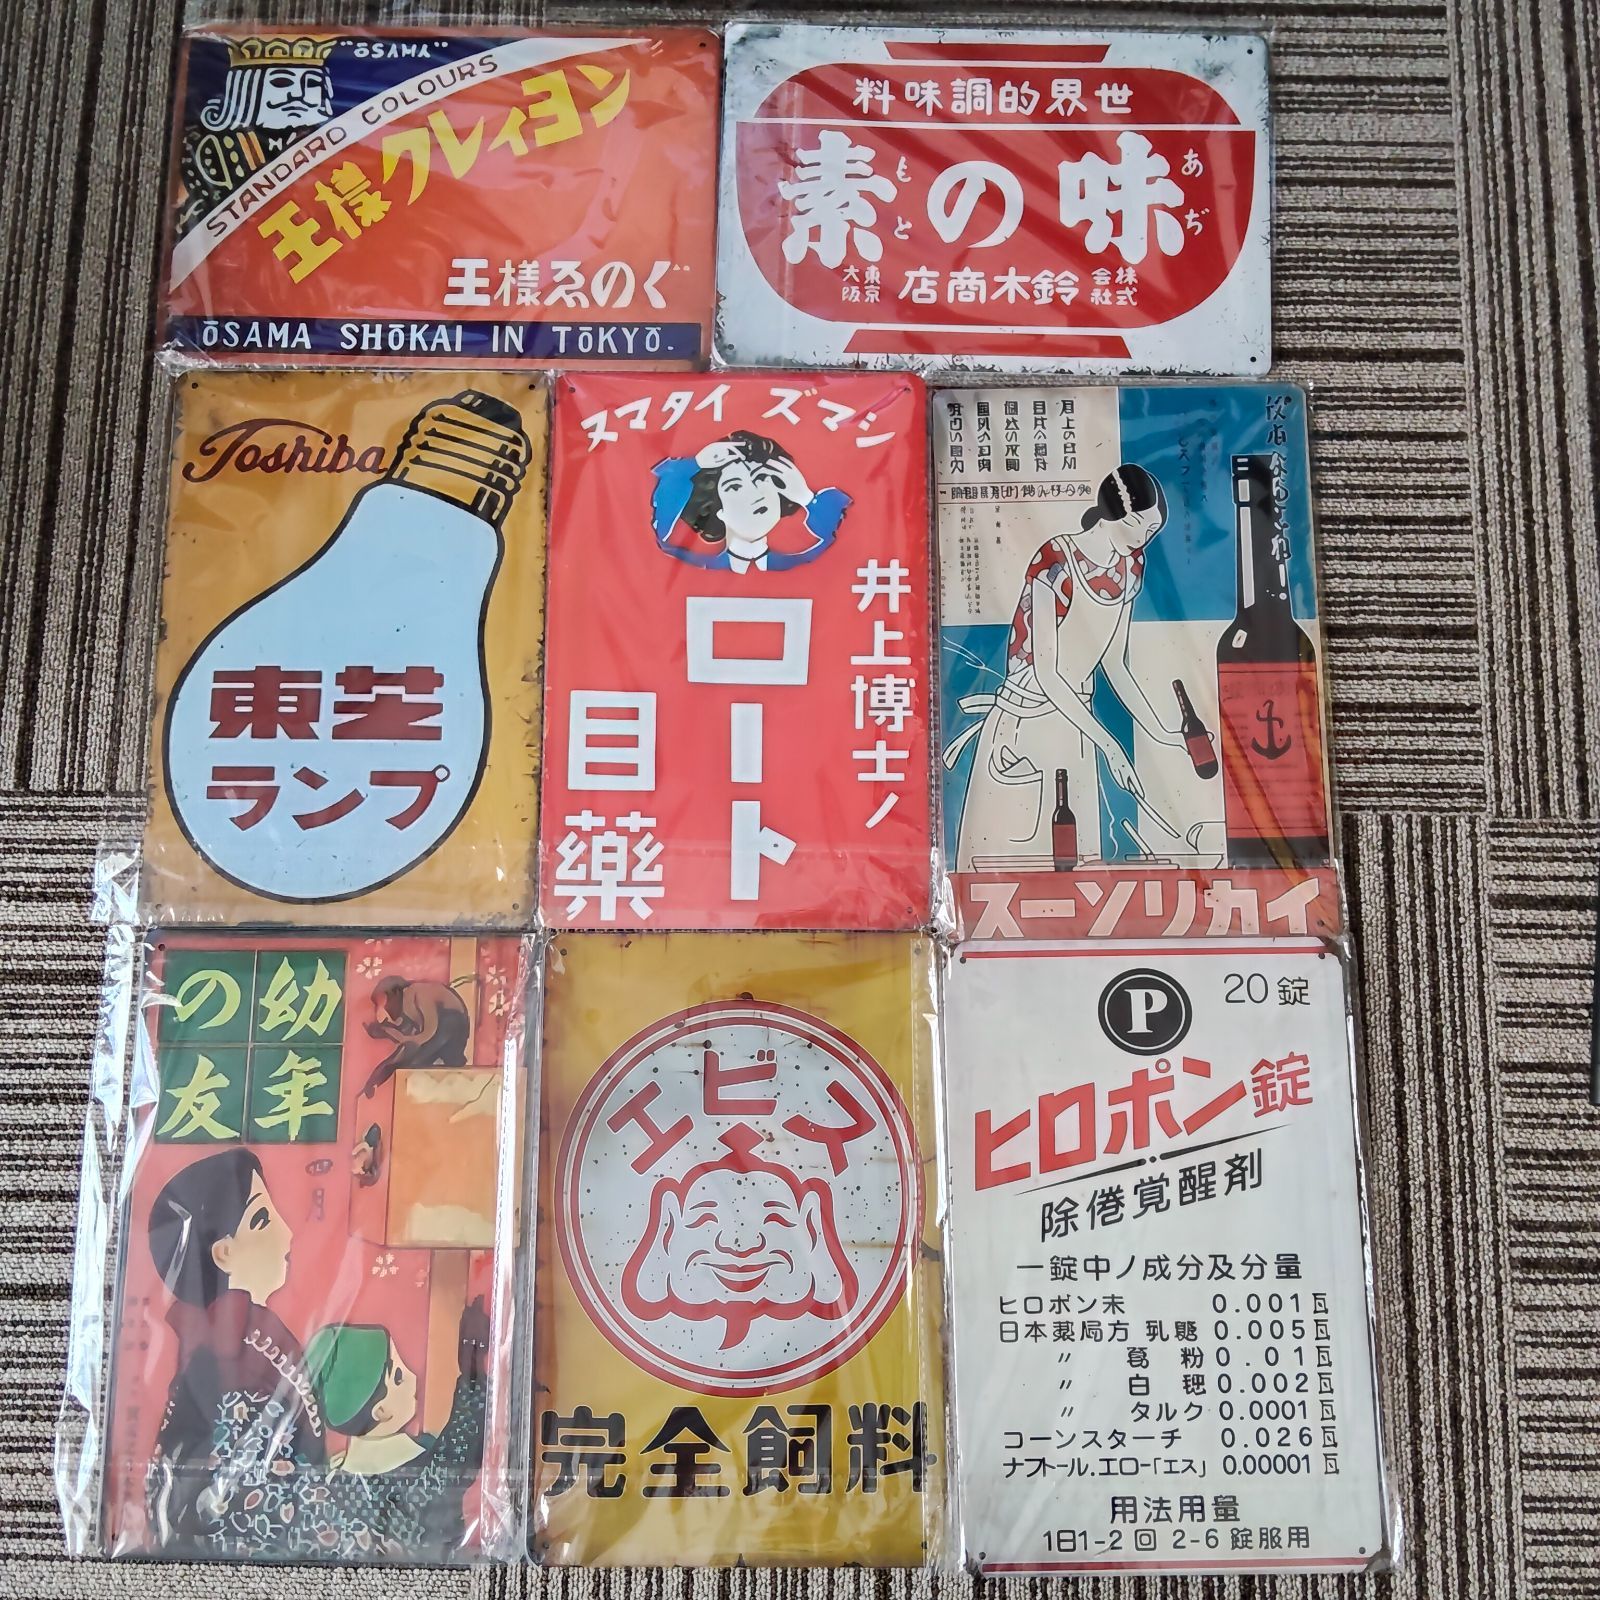 "ŌSAMA"
STANDARD COLOURS
王様クレィヨン
王様ゑのぐ
ŌSAMA SHŌKAI IN TŌKYŌ.
料味調的界世
素の味
もと
あぢ
大阪
東京
店商木鈴
株式
会社
Toshiba
東芝
ランプ
ヌマタイ ズマシ
井上博士ノ
ロート
目薬
スーソリカイ
幼年
の友
エビス
完全飼料
P
20錠
ヒロポン錠
除倦覚醒剤
一錠中ノ成分及分量
ヒロポン末 0.001瓦
日本薬局方 乳糖 0.005瓦
〃 葛粉 0.01瓦
〃 白 0.002瓦
〃 タルク 0.0001瓦
コーンスターチ 0.026瓦
ナフトール.エロー「エス」 0.00001瓦
用法用量
1日1-2回 2-6錠服用